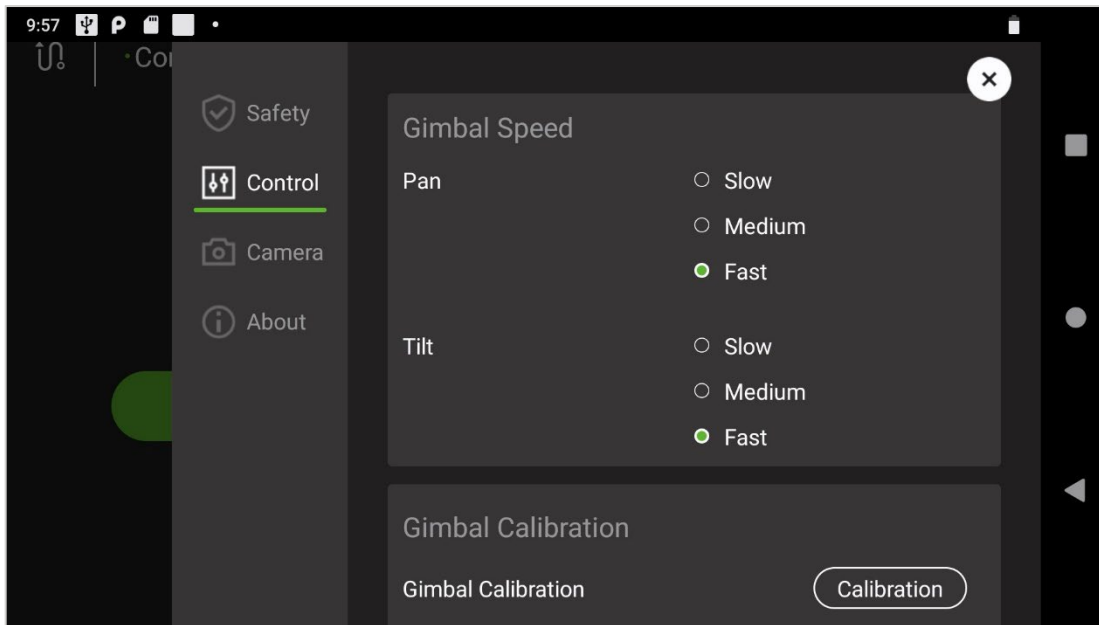 9:57
Safety
Control
Camera
About
Gimbal Speed
Pan
Slow
Medium
Fast
Tilt
Slow
Medium
Fast
Gimbal Calibration
Gimbal Calibration
Calibration